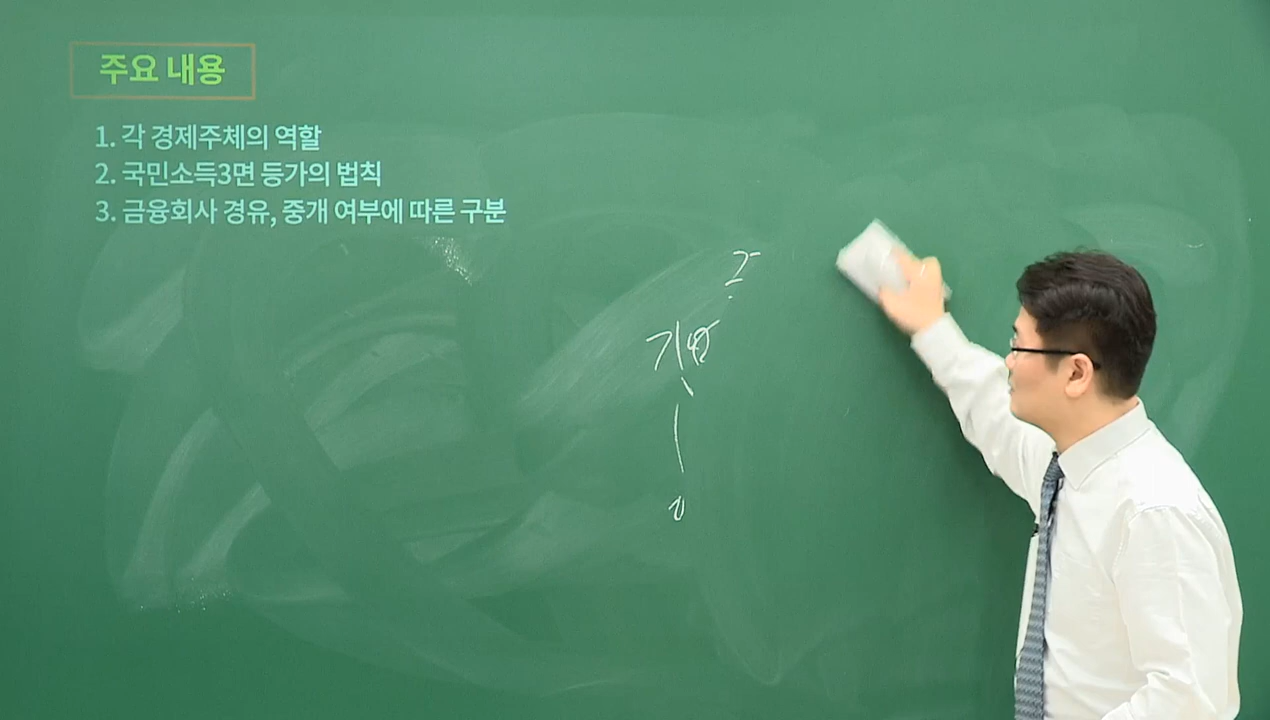 주요 내용
1. 각 경제주체의 역할
2. 국민소득3면 등가의 법칙
3. 금융회사 경유, 중개 여부에 따른 구분